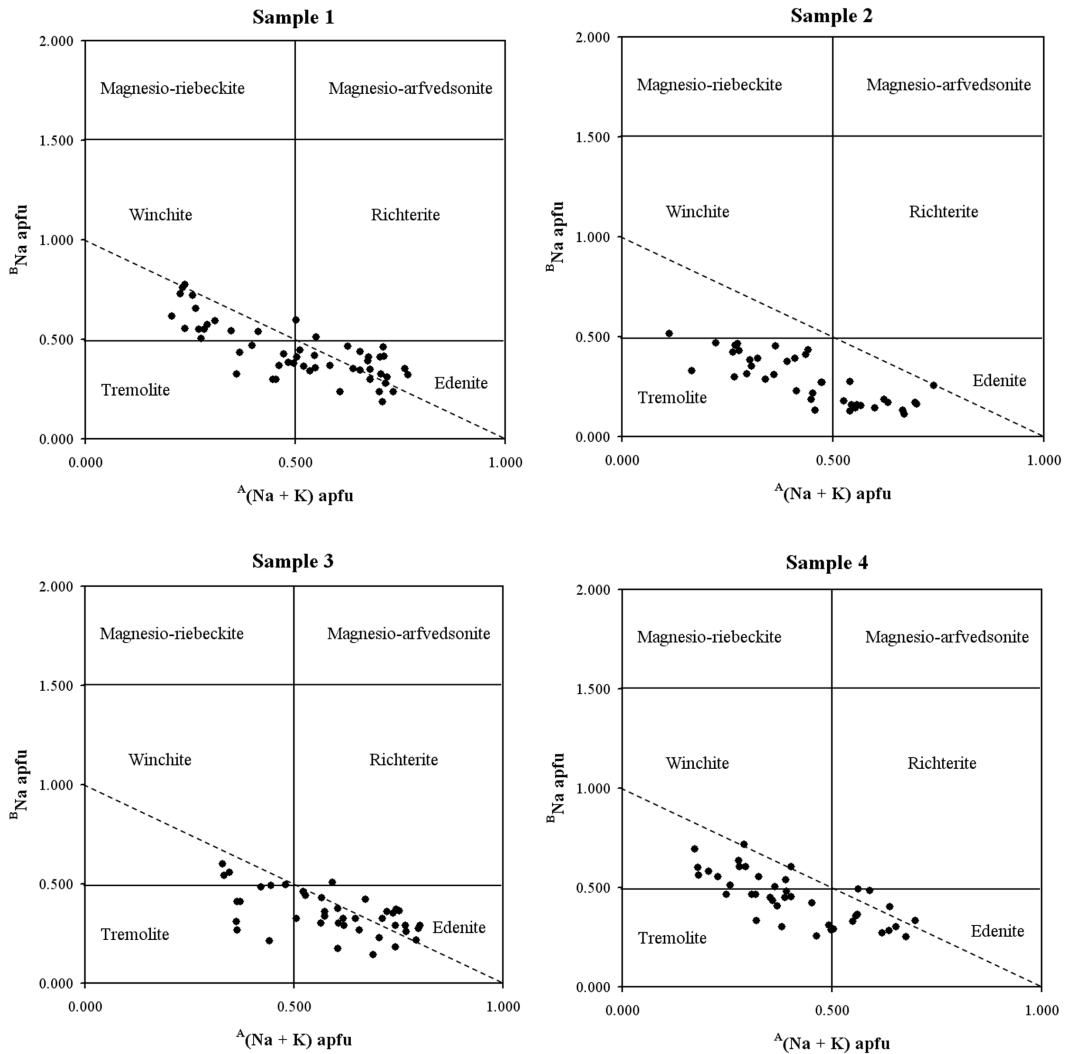 Sample 1
2.000
Magnesio-riebeckite
Magnesio-arfvedsonite
1.500
Winchite
Richterite
1.000
0.500
Tremolite
Edenite
0.000
0.000
0.500
1.000
BNa apfu
A(Na + K) apfu
Sample 2
2.000
Magnesio-riebeckite
Magnesio-arfvedsonite
1.500
Winchite
Richterite
1.000
0.500
Tremolite
Edenite
0.000
0.000
0.500
1.000
BNa apfu
A(Na + K) apfu
Sample 3
2.000
Magnesio-riebeckite
Magnesio-arfvedsonite
1.500
Winchite
Richterite
1.000
0.500
Tremolite
Edenite
0.000
0.000
0.500
1.000
BNa apfu
A(Na + K) apfu
Sample 4
2.000
Magnesio-riebeckite
Magnesio-arfvedsonite
1.500
Winchite
Richterite
1.000
0.500
Tremolite
Edenite
0.000
0.000
0.500
1.000
BNa apfu
A(Na + K) apfu